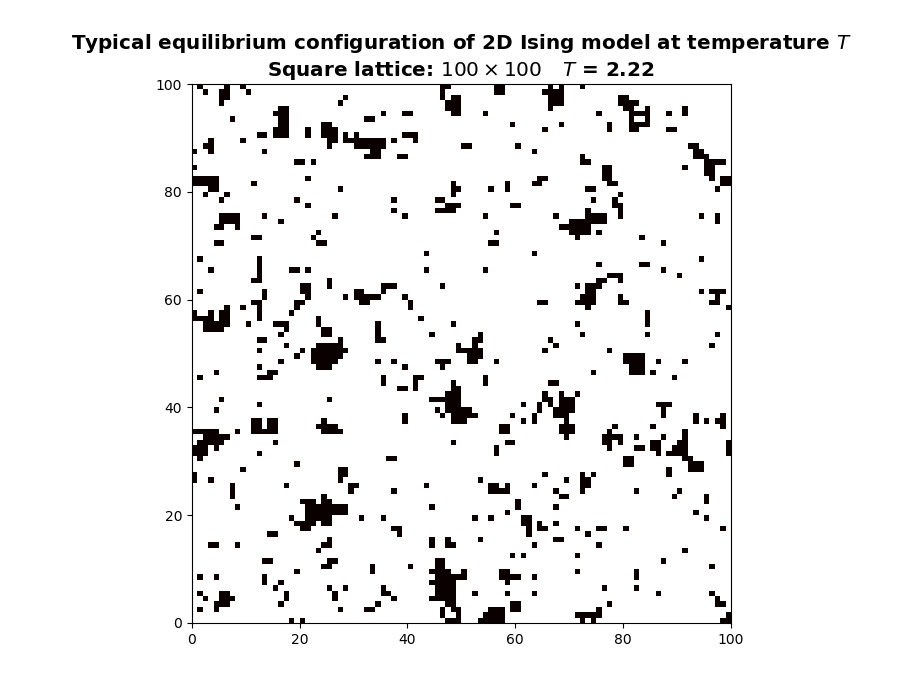 Typical equilibrium configuration of 2D Ising model at temperature T
Square lattice: 100 × 100 T = 2.22
100
80
60
40
20
0
0 20 40 60 80 100